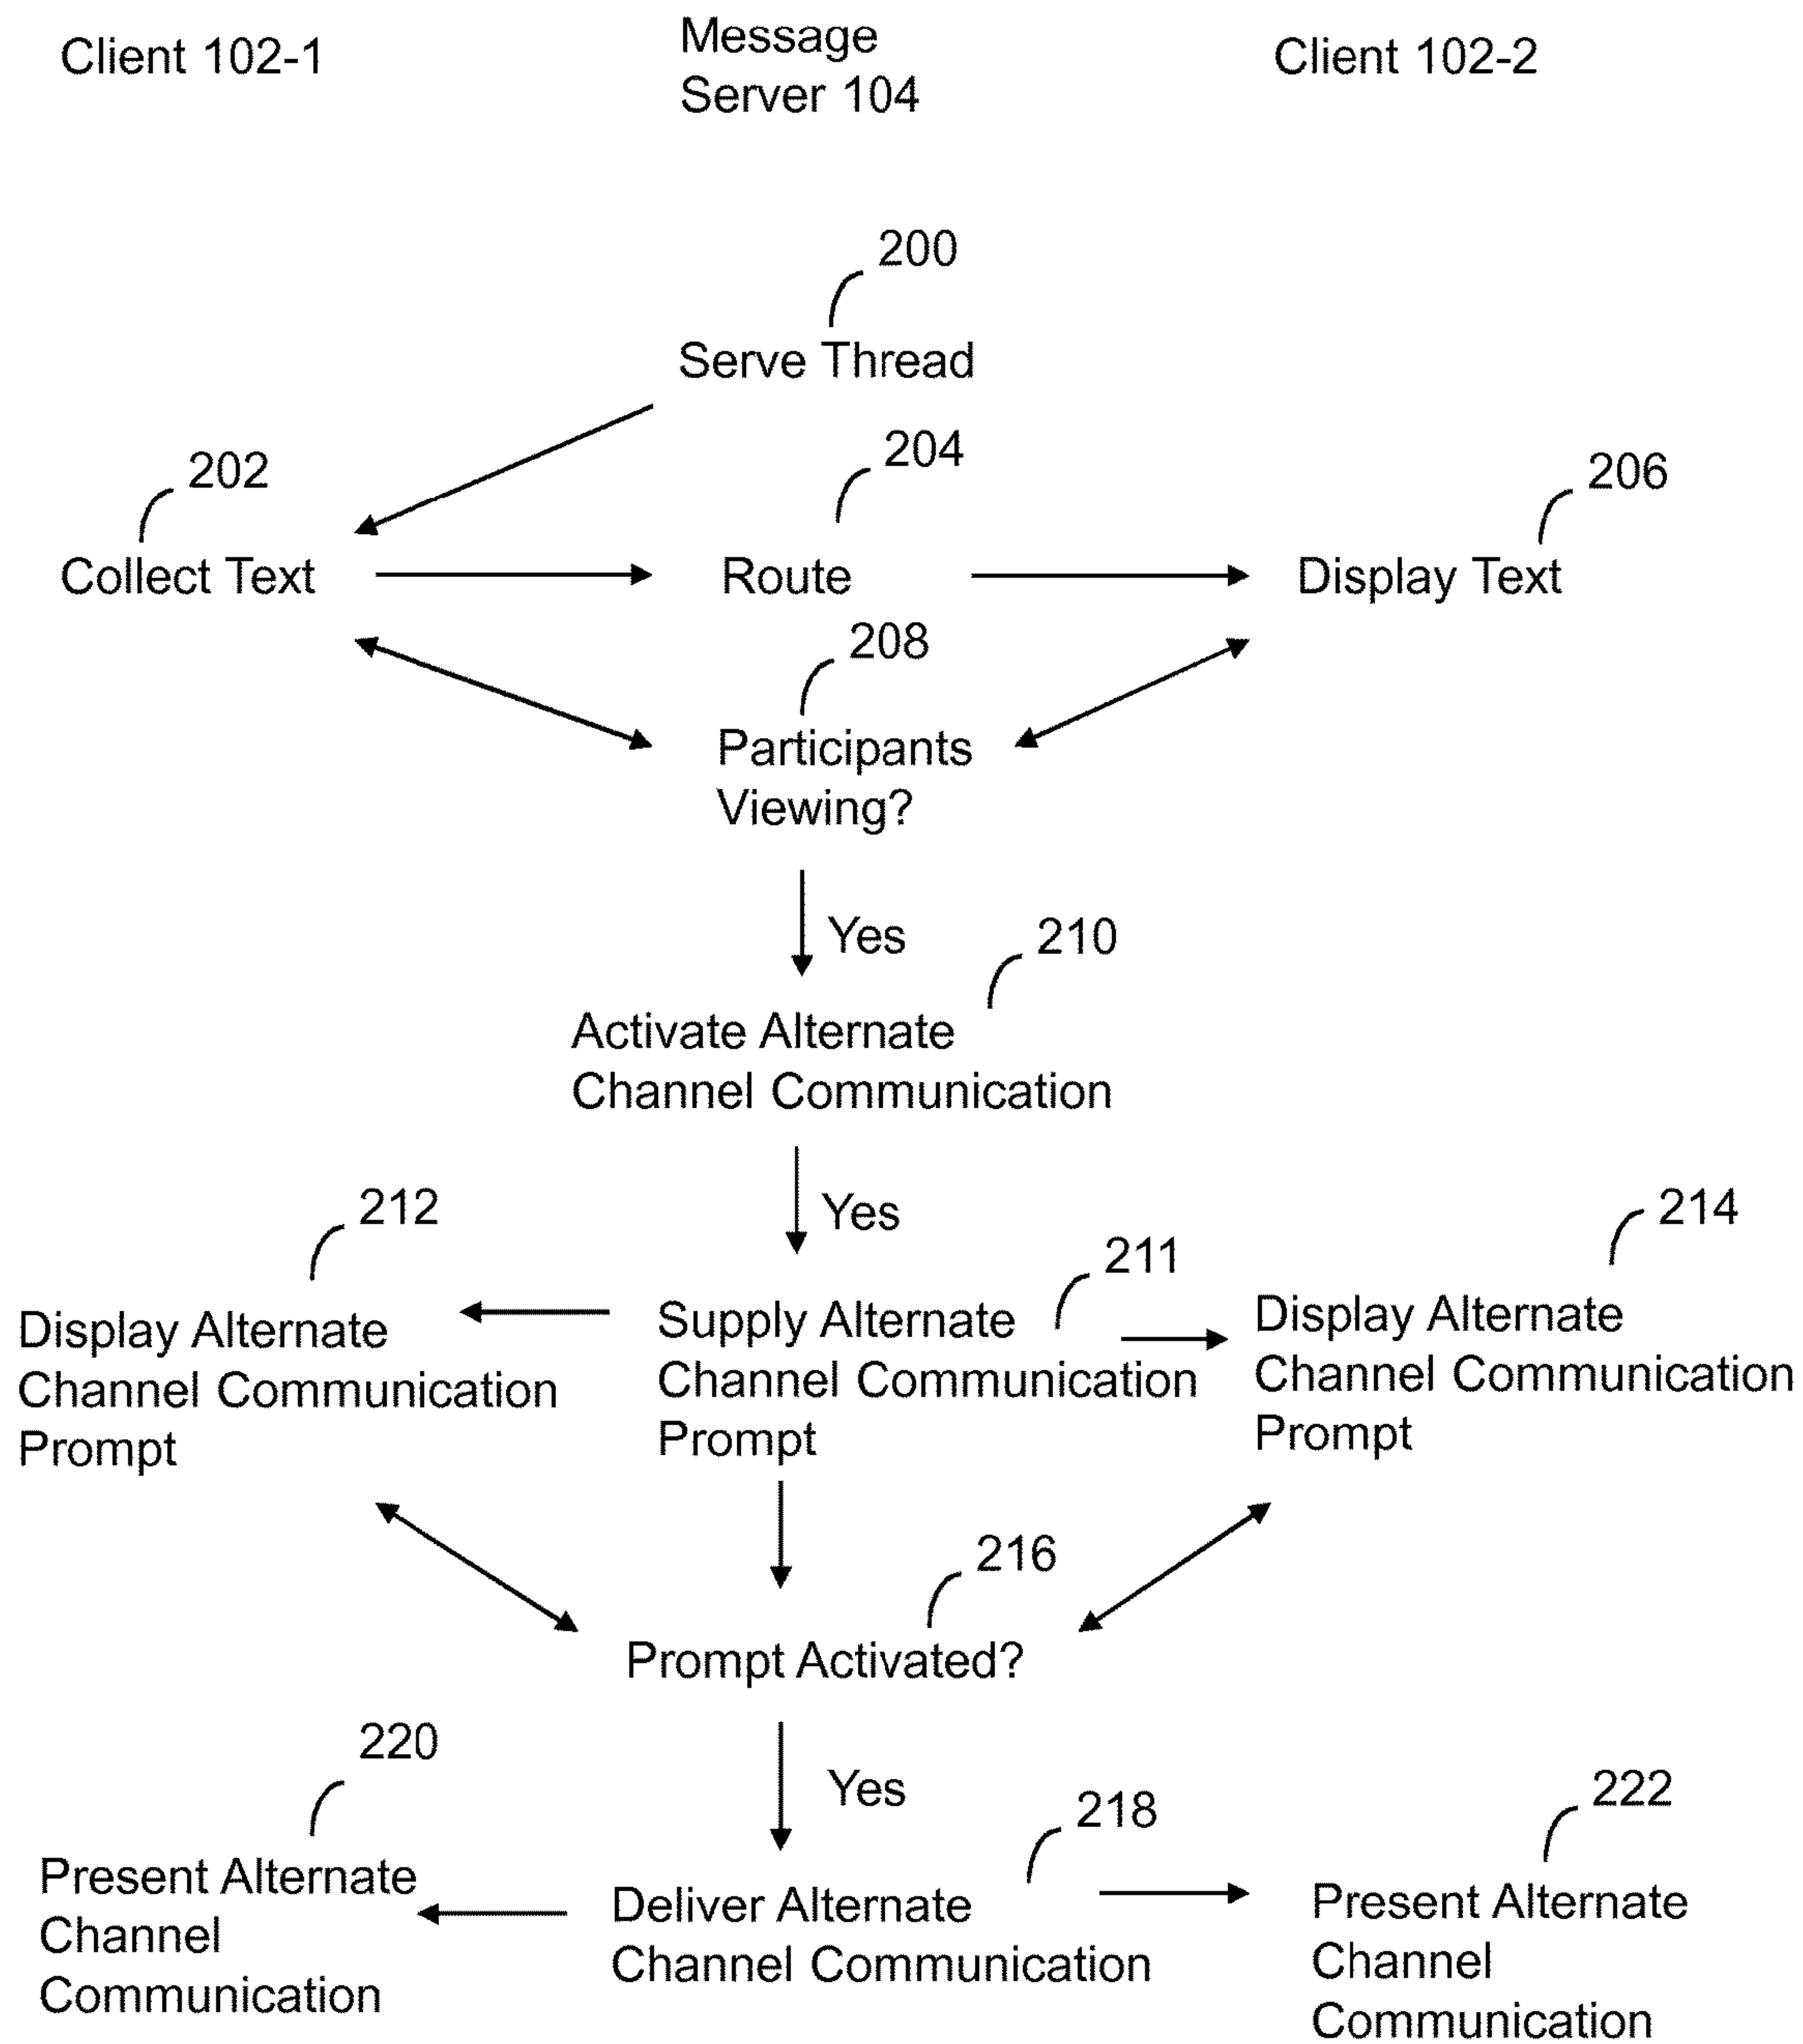 Client 102-1
Message
Server 104
Client 102-2
200
Serve Thread
202
204
206
Collect Text
Route
Display Text
208
Participants
Viewing?
Yes
210
Activate Alternate
Channel Communication
Yes
212
211
214
Display Alternate
Channel Communication
Prompt
Supply Alternate
Channel Communication
Prompt
Display Alternate
Channel Communication
Prompt
216
Prompt Activated?
Yes
220
218
222
Present Alternate
Channel
Communication
Deliver Alternate
Channel Communication
Present Alternate
Channel
Communication